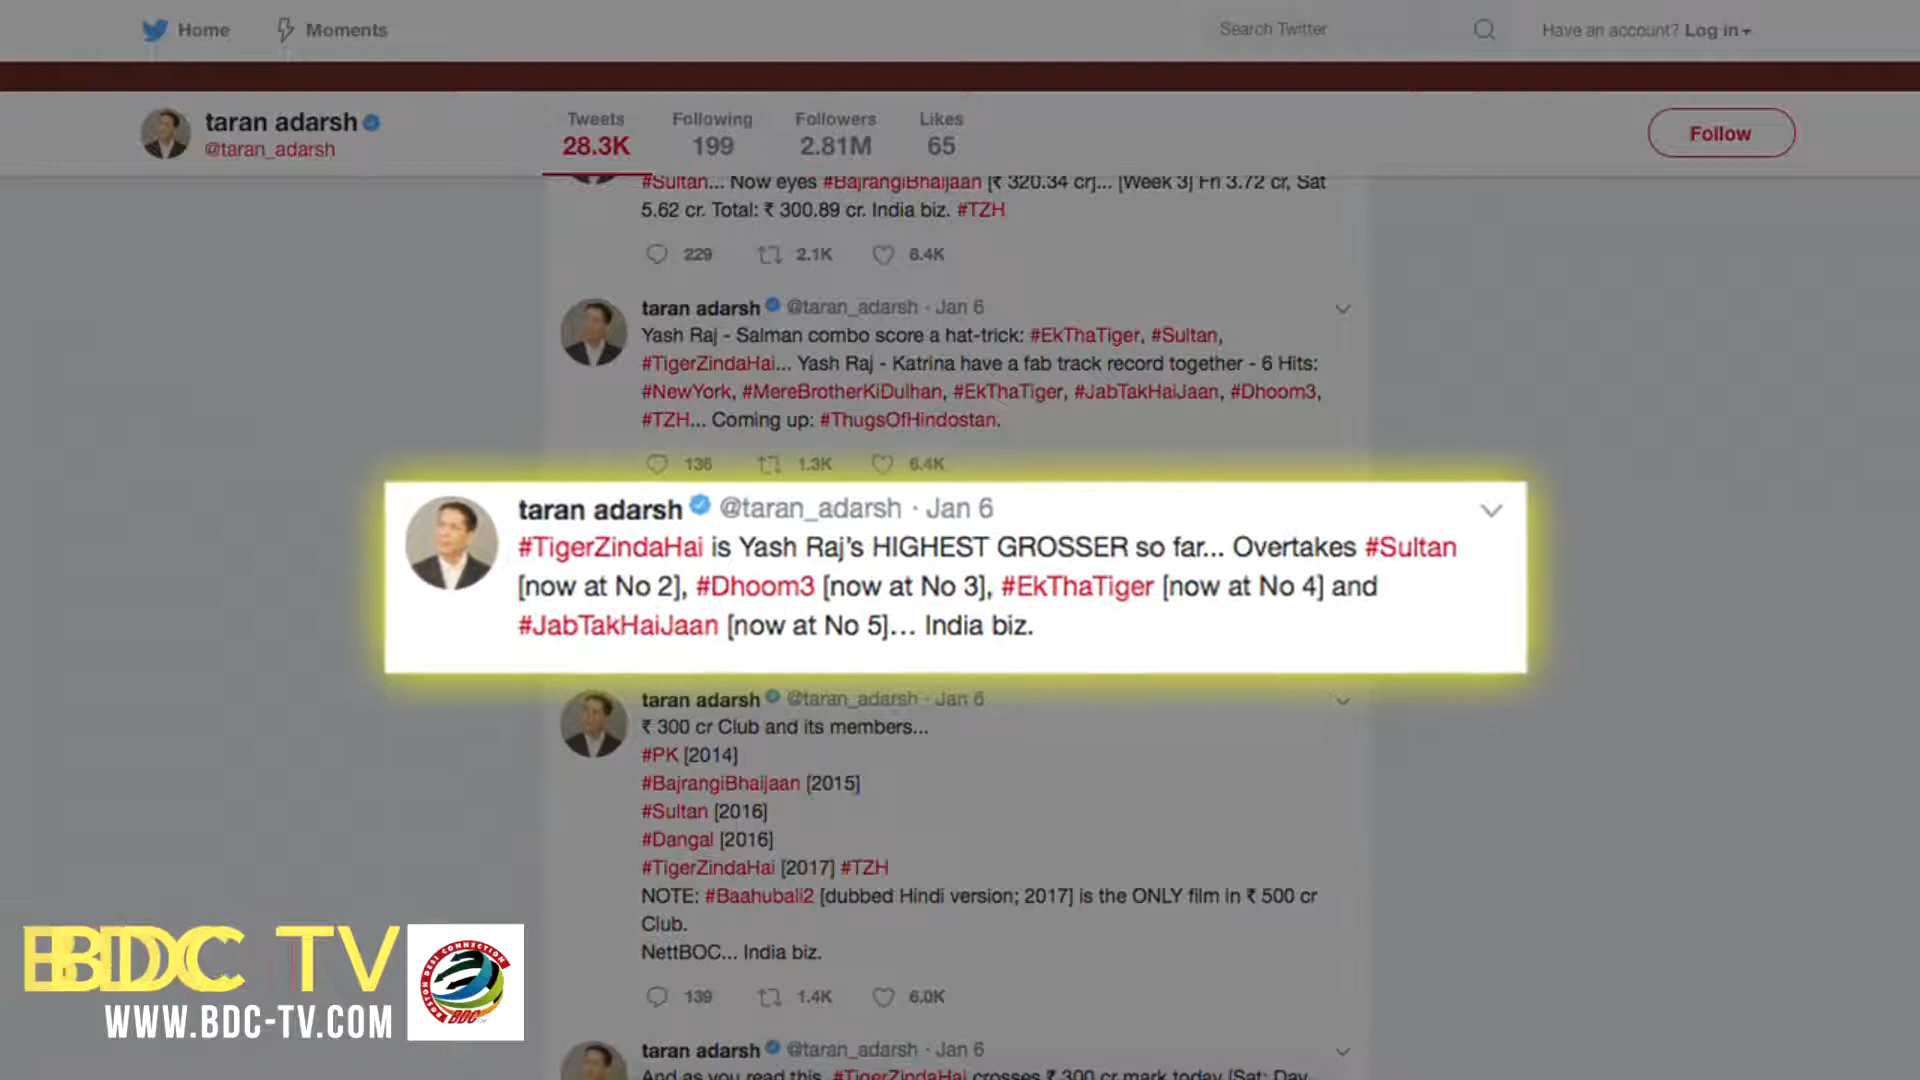 Home
Moments
Search Twitter
Have an account? Log in
taran adarsh
@taran_adarsh
Tweets
28.3K
Following
199
Followers
2.81M
Likes
65
Follow
#Sultan... Now eyes #BajrangiBhaijaan [₹ 320.34 cr]... [Week 3] Fri 3.72 cr, Sat
5.62 cr. Total: ₹ 300.89 cr. India biz. #TZH
229 2.1K 8.4K
taran adarsh @taran_adarsh · Jan 6
Yash Raj - Salman combo score a hat-trick: #EkThaTiger, #Sultan,
#TigerZindaHai... Yash Raj - Katrina have a fab track record together - 6 Hits:
#NewYork, #MereBrotherKiDulhan, #EkThaTiger, #JabTakHaiJaan, #Dhoom3,
#TZH... Coming up: #ThugsOfHindostan.
136 1.3K 6.4K
taran adarsh @taran_adarsh · Jan 6
#TigerZindaHai is Yash Raj's HIGHEST GROSSER so far... Overtakes #Sultan
[now at No 2], #Dhoom3 [now at No 3], #EkThaTiger [now at No 4] and
#JabTakHaiJaan [now at No 5]... India biz.
taran adarsh @taran_adarsh · Jan 6
₹ 300 cr Club and its members...
#PK [2014]
#BajrangiBhaijaan [2015]
#Sultan [2016]
#Dangal [2016]
#TigerZindaHai [2017] #TZH
NOTE: #Baahubali2 [dubbed Hindi version; 2017] is the ONLY film in ₹ 500 cr
Club.
NettBOC... India biz.
139 1.4K 6.0K
taran adarsh @taran_adarsh · Jan 6
And as you read this, #TigerZindaHai crosses ₹ 300 cr mark today [Sat; Day
BDC TV
WWW.BDC-TV.COM
BOSTON DESI CONNECTION
BDC